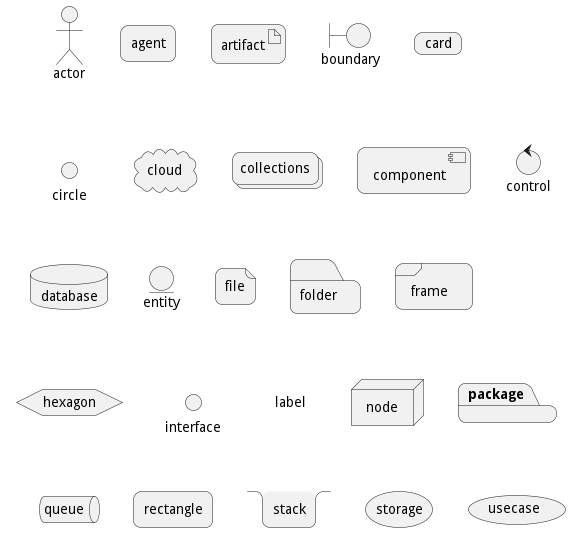 actor
agent
artifact
boundary
card
circle
cloud
collections
component
control
database
entity
file
folder
frame
hexagon
interface
label
node
package
queue
rectangle
stack
storage
usecase